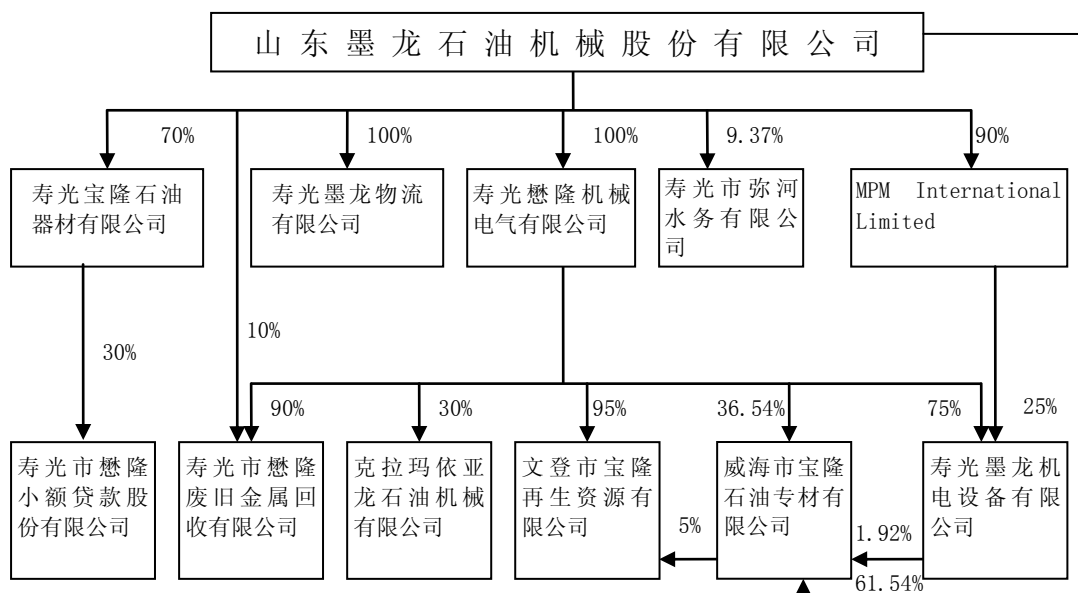 山东墨龙石油机械股份有限公司
70%
100%
100%
9.37%
90%
寿光宝隆石油
器材有限公司
寿光墨龙物流
有限公司
寿光懋隆机械
电气有限公司
寿光市弥河
水务有限公
司
MPM International
Limited
30%
10%
90%
30%
95%
36.54%
75%
25%
寿光市懋隆
小额贷款股
份有限公司
寿光市懋隆
废旧金属回
收有限公司
克拉玛依亚
龙石油机械
有限公司
文登市宝隆
再生资源有
限公司
威海市宝隆
石油专材有
限公司
寿光墨龙机
电设备有限
公司
5%
1.92%
61.54%